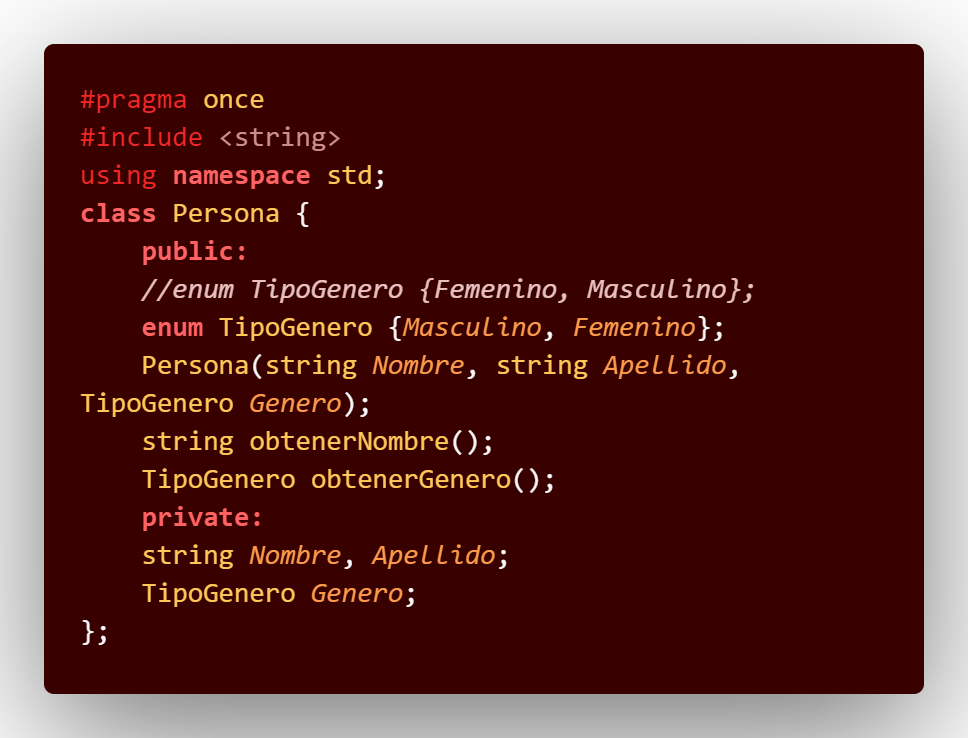 #pragma once
#include <string>
using namespace std;
class Persona {
    public:
    //enum TipoGenero {Femenino, Masculino};
    enum TipoGenero {Masculino, Femenino};
    Persona(string Nombre, string Apellido,
TipoGenero Genero);
    string obtenerNombre();
    TipoGenero obtenerGenero();
    private:
    string Nombre, Apellido;
    TipoGenero Genero;
};